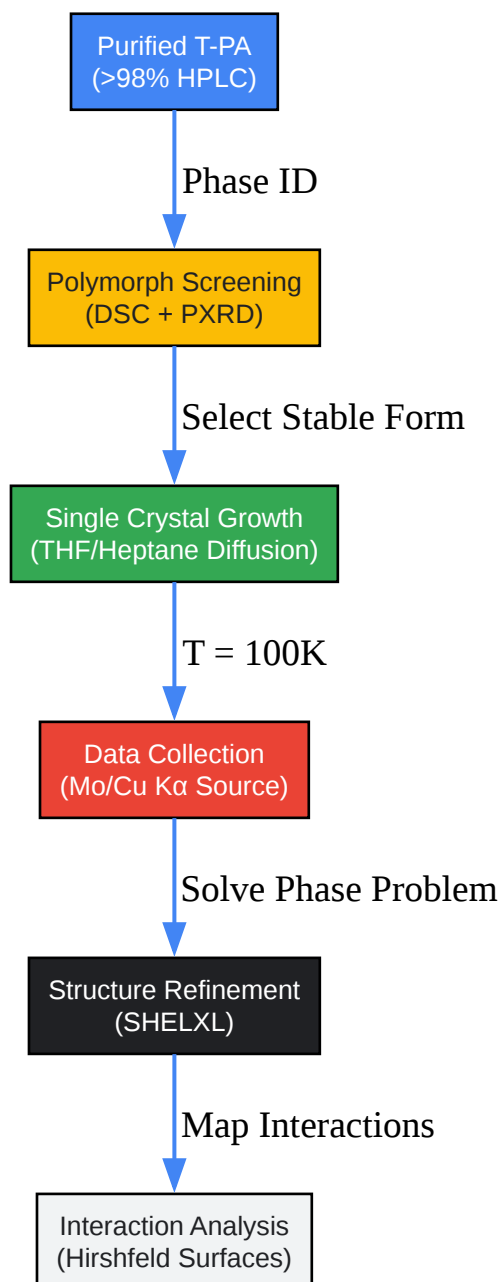 Purified T-PA
(>98% HPLC)
Phase ID
Polymorph Screening
(DSC + PXRD)
Select Stable Form
Single Crystal Growth
(THF/Heptane Diffusion)
T = 100K
Data Collection
(Mo/Cu Kα Source)
Solve Phase Problem
Structure Refinement
(SHELXL)
Map Interactions
Interaction Analysis
(Hirshfeld Surfaces)